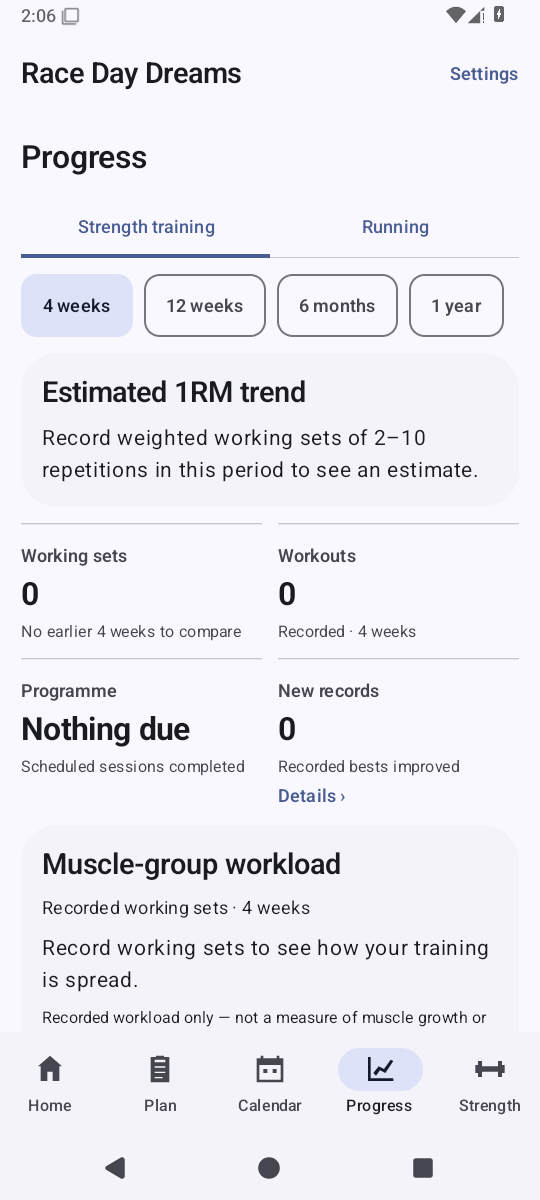 2:06
Race Day Dreams
Settings
Progress
Strength training
Running
4 weeks
12 weeks
6 months
1 year
Estimated 1RM trend
Record weighted working sets of 2–10
repetitions in this period to see an estimate.
Working sets
0
No earlier 4 weeks to compare
Workouts
0
Recorded · 4 weeks
Programme
Nothing due
Scheduled sessions completed
New records
0
Recorded bests improved
Details ›
Muscle-group workload
Recorded working sets · 4 weeks
Record working sets to see how your training
is spread.
Recorded workload only — not a measure of muscle growth or
Home
Plan
Calendar
Progress
Strength